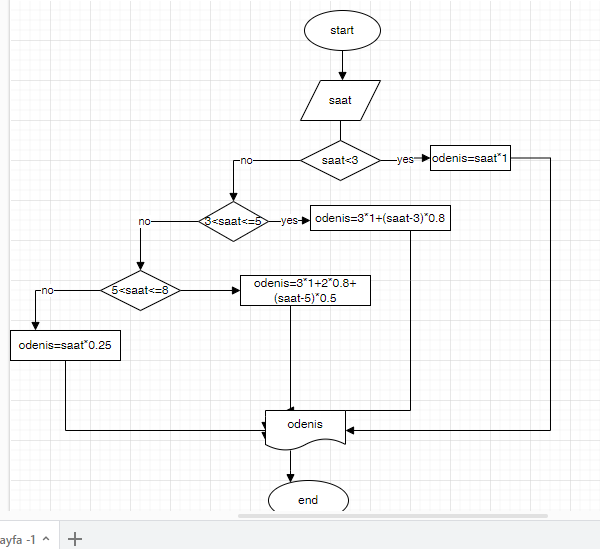 start
saat
saat<3
yes
odenis=saat*1
no
3<saat<=5
yes
odenis=3*1+(saat-3)*0.8
no
5<saat<=8
odenis=3*1+2*0.8+
(saat-5)*0.5
no
odenis=saat*0.25
odenis
end
ayfa -1